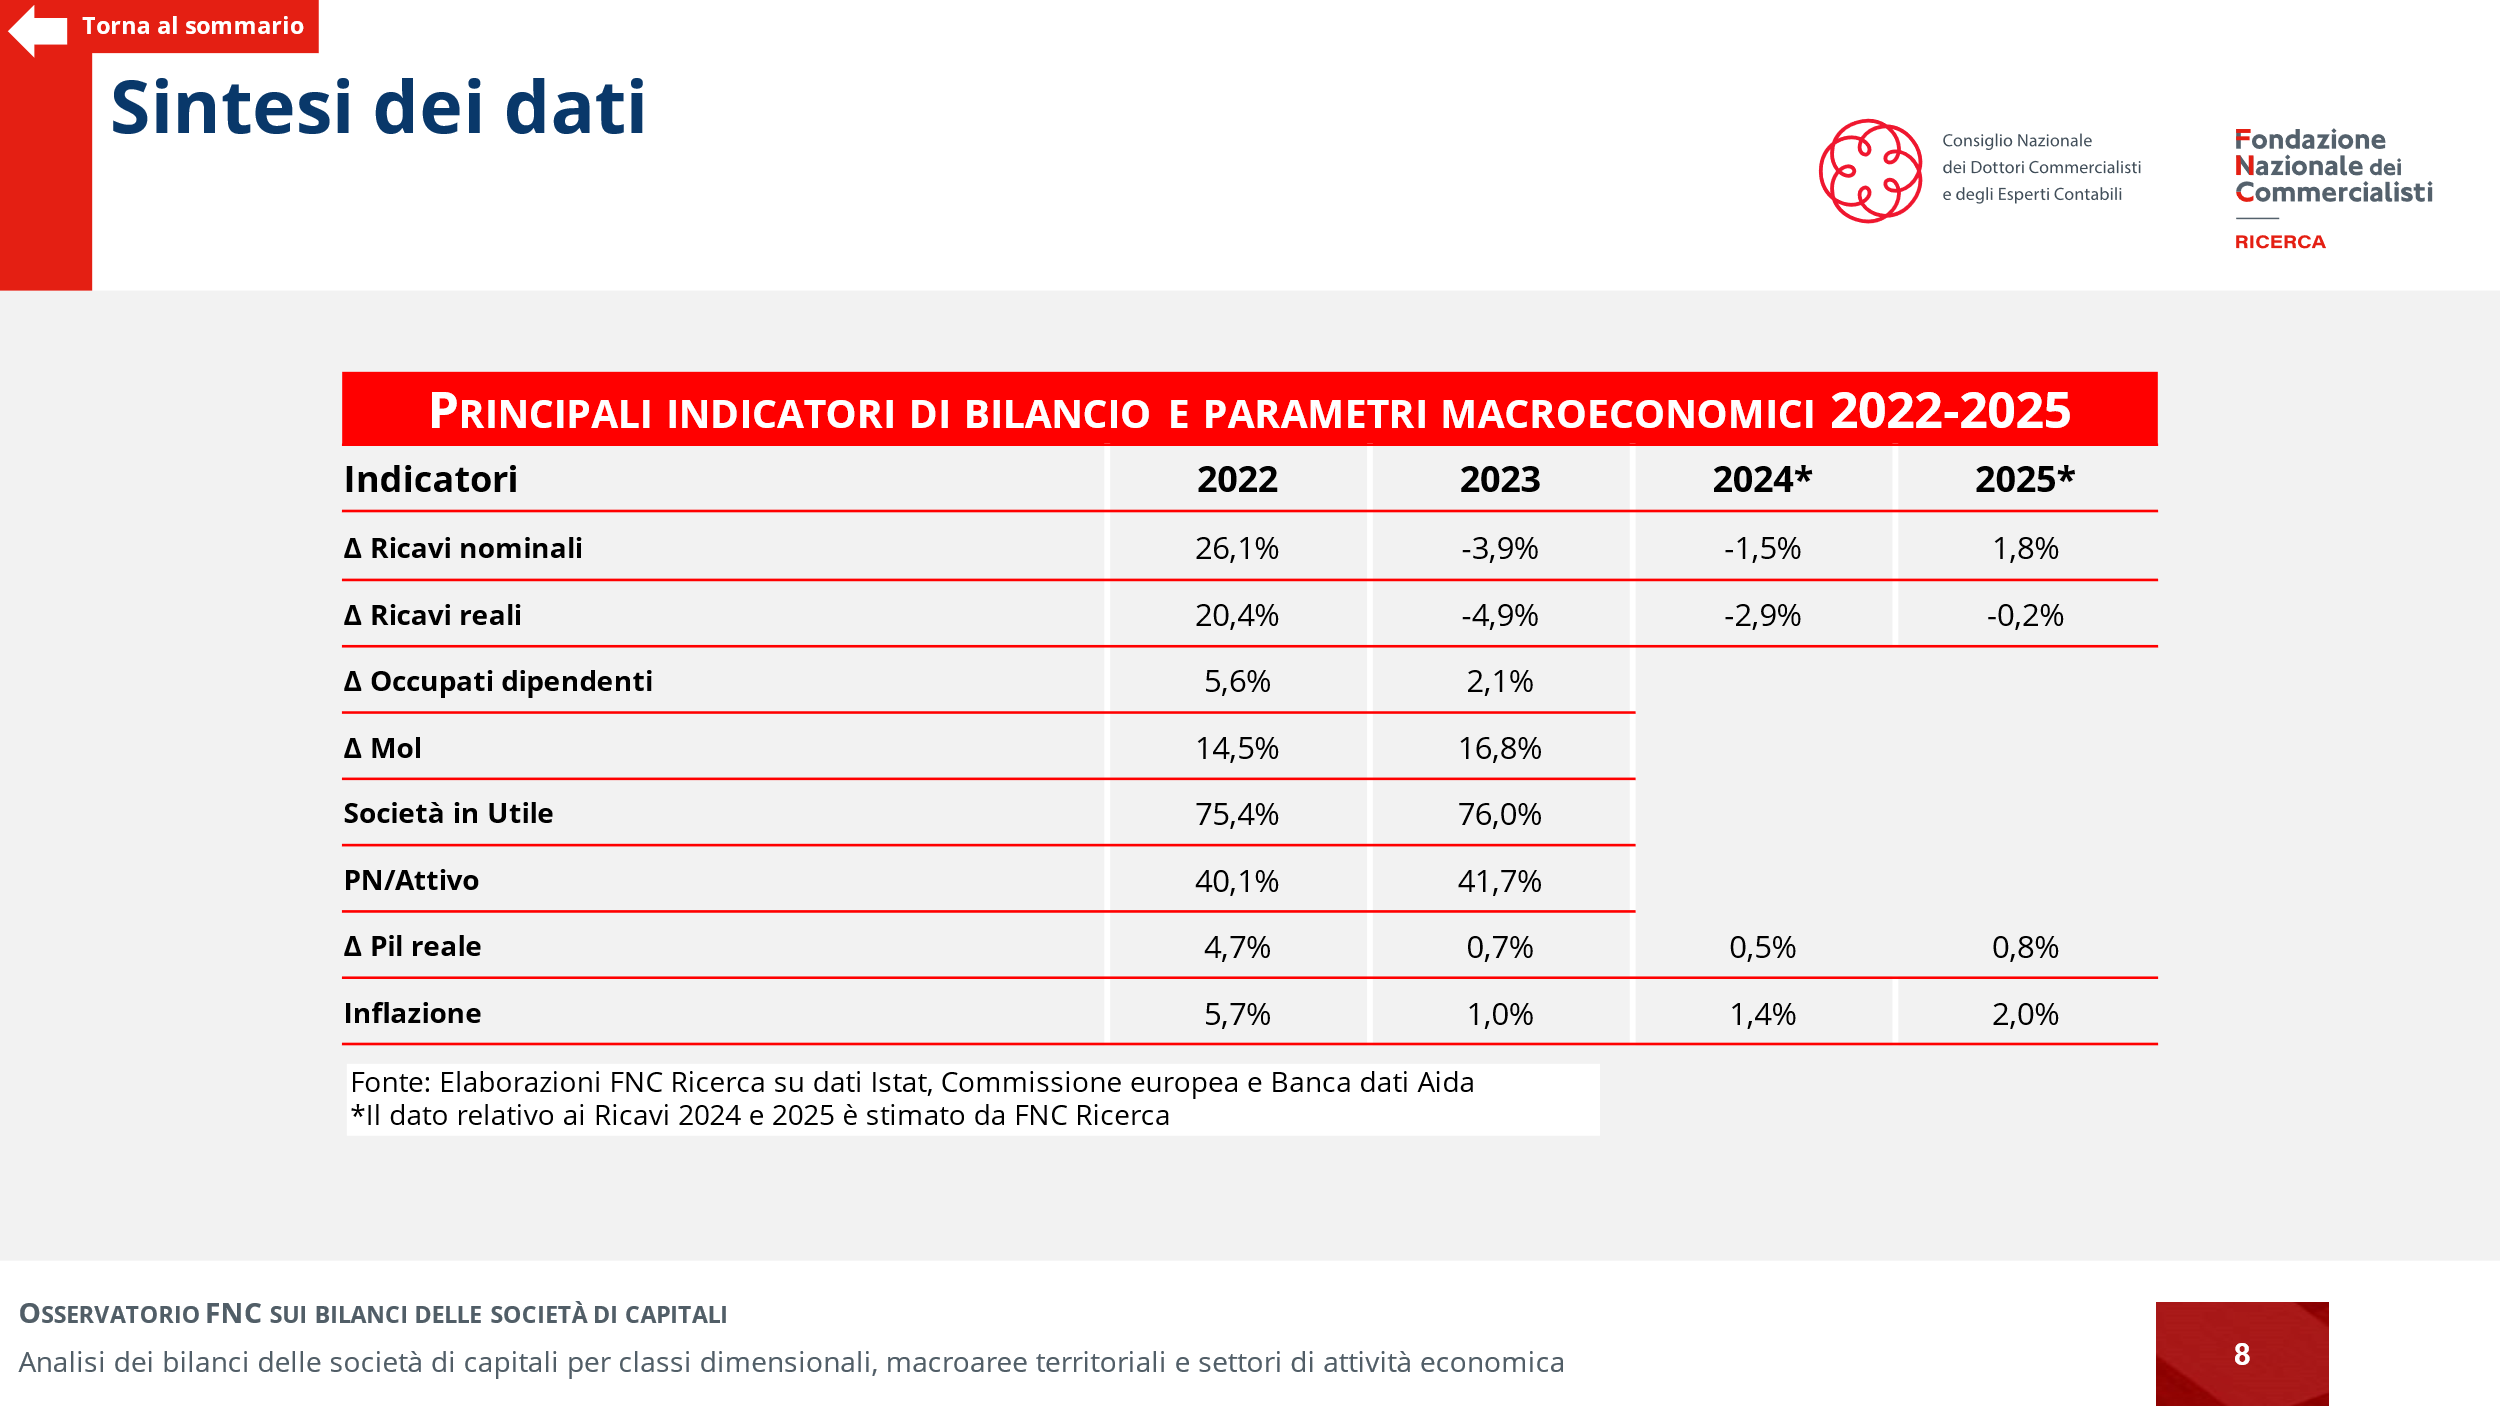 Torna al sommario
Sintesi dei dati
Consiglio Nazionale
dei Dottori Commercialisti
e degli Esperti Contabili
Fondazione
Nazionale dei
Commercialisti
RICERCA
PRINCIPALI INDICATORI DI BILANCIO E PARAMETRI MACROECONOMICI 2022-2025
Indicatori 2022 2023 2024* 2025*
Δ Ricavi nominali 26,1% -3,9% -1,5% 1,8%
Δ Ricavi reali 20,4% -4,9% -2,9% -0,2%
Δ Occupati dipendenti 5,6% 2,1%
Δ Mol 14,5% 16,8%
Società in Utile 75,4% 76,0%
PN/Attivo 40,1% 41,7%
Δ Pil reale 4,7% 0,7% 0,5% 0,8%
Inflazione 5,7% 1,0% 1,4% 2,0%
Fonte: Elaborazioni FNC Ricerca su dati Istat, Commissione europea e Banca dati Aida
*Il dato relativo ai Ricavi 2024 e 2025 è stimato da FNC Ricerca
OSSERVATORIO FNC SUI BILANCI DELLE SOCIETÀ DI CAPITALI
Analisi dei bilanci delle società di capitali per classi dimensionali, macroaree territoriali e settori di attività economica
8